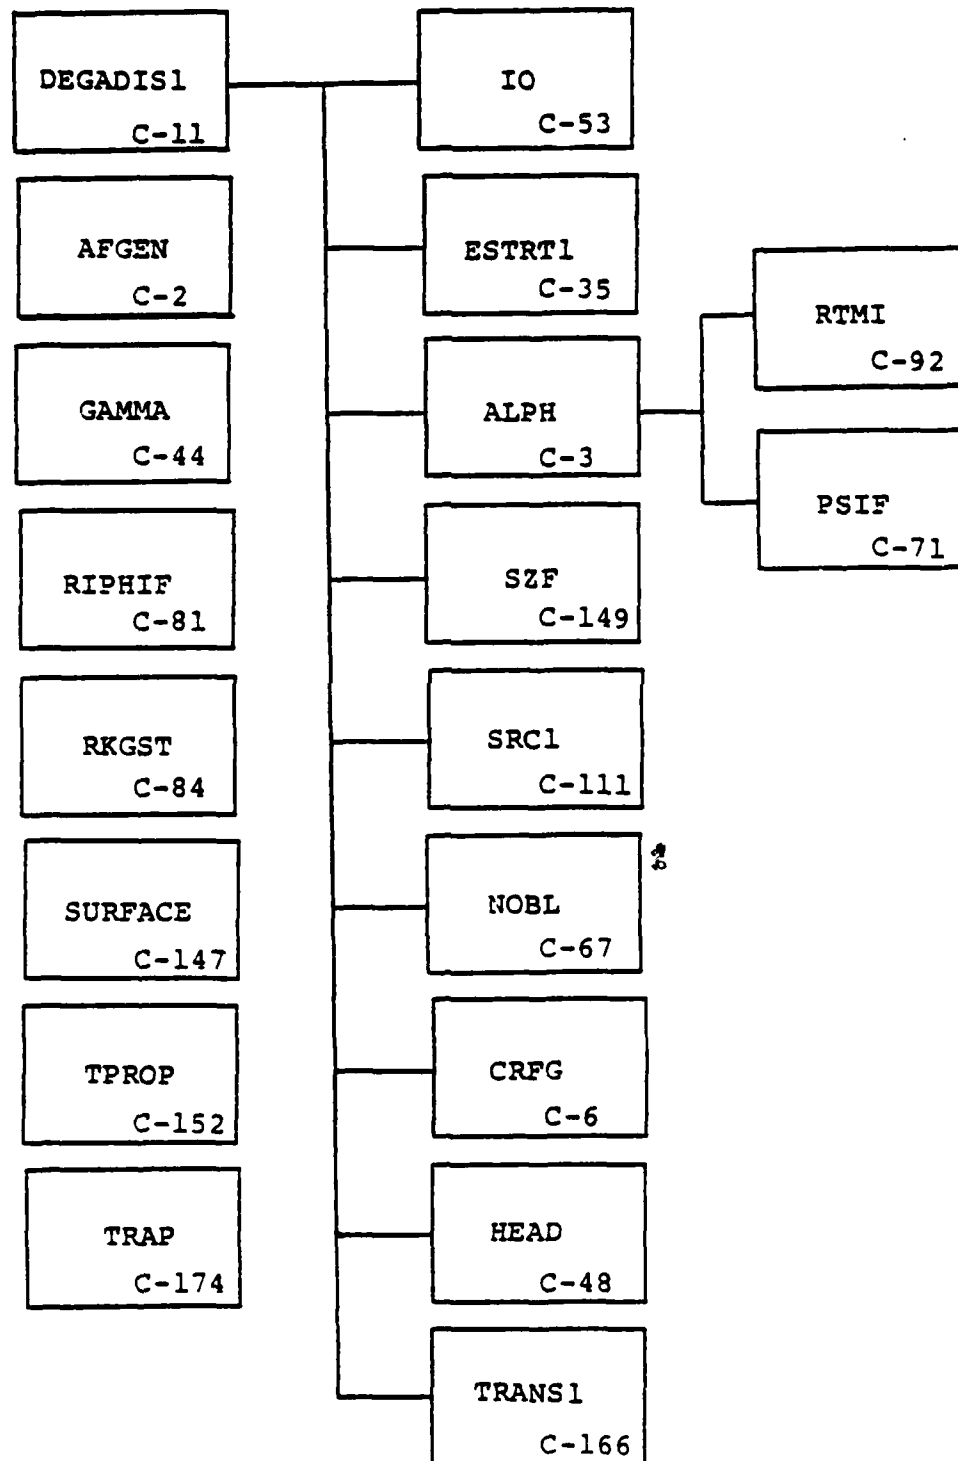 DEGADIS1
C-11
AFGEN
C-2
GAMMA
C-44
RIPHIF
C-81
RKGST
C-84
SURFACE
C-147
TPROP
C-152
TRAP
C-174
IO
C-53
ESTRT1
C-35
ALPH
C-3
SZF
C-149
SRC1
C-111
NOBL
C-67
CRFG
C-6
HEAD
C-48
TRANS1
C-166
RTMI
C-92
PSIF
C-71